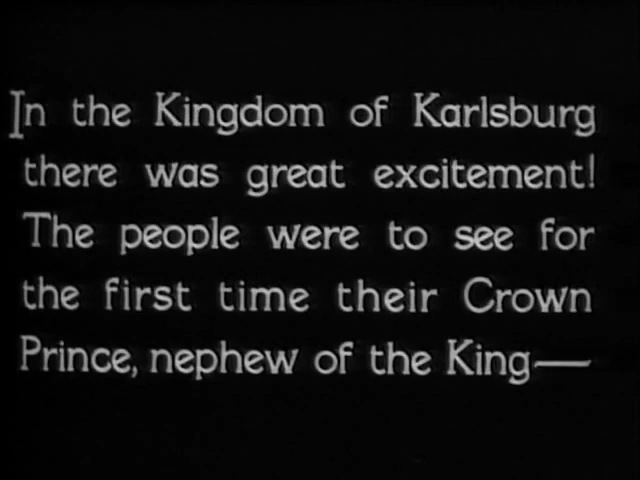 In the Kingdom of Karlsburg
there was great excitement!
The people were to see for
the first time their Crown
Prince, nephew of the King—